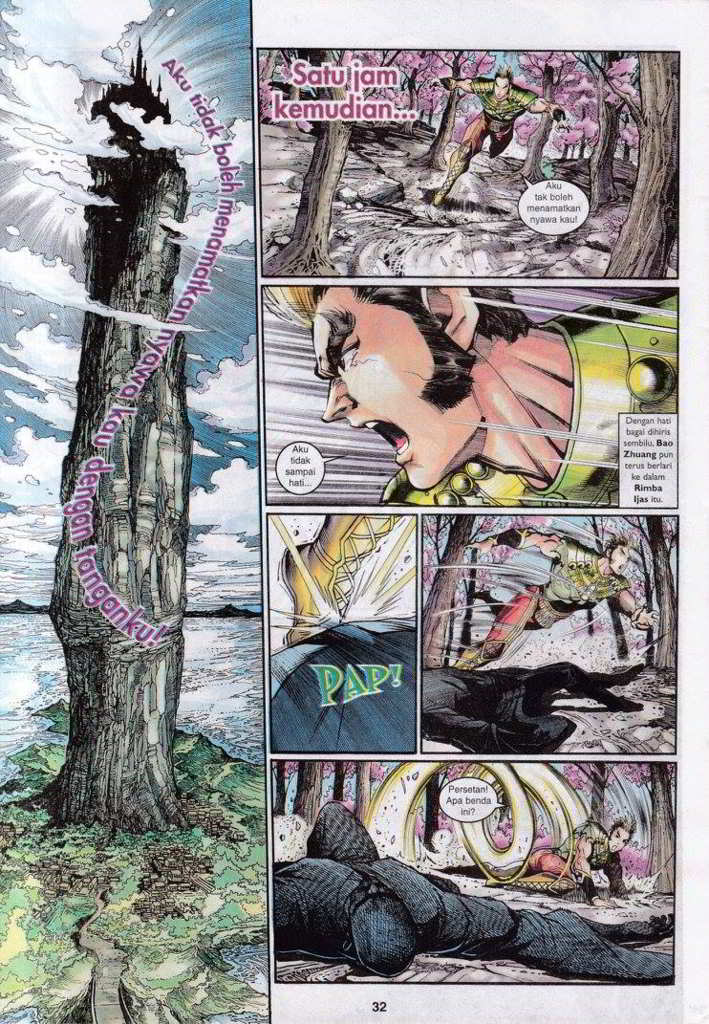 Aku tidak boleh menamatkan nyawa kau dengan tanganku!
Satu jam
kemudian...
Aku
tak boleh
menamatkan
nyawa kau!
Aku
tidak
sampai
hati...
Dengan hati
bagai dihiris
sembilu, Bao
Zhuang pun
terus berlari
ke dalam
Rimba
Ijas itu.
PAP!
Persetan!
Apa benda
ini?
32